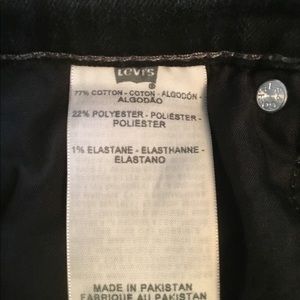 Levi's
®
77% COTTON - COTON - ALGODÓN -
ALGODÃO
22% POLYESTER - POLIÉSTER -
POLIESTER
1% ELASTANE - ELASTHANNE -
ELASTANO
MADE IN PAKISTAN
FABRIQUE AU PAKISTAN